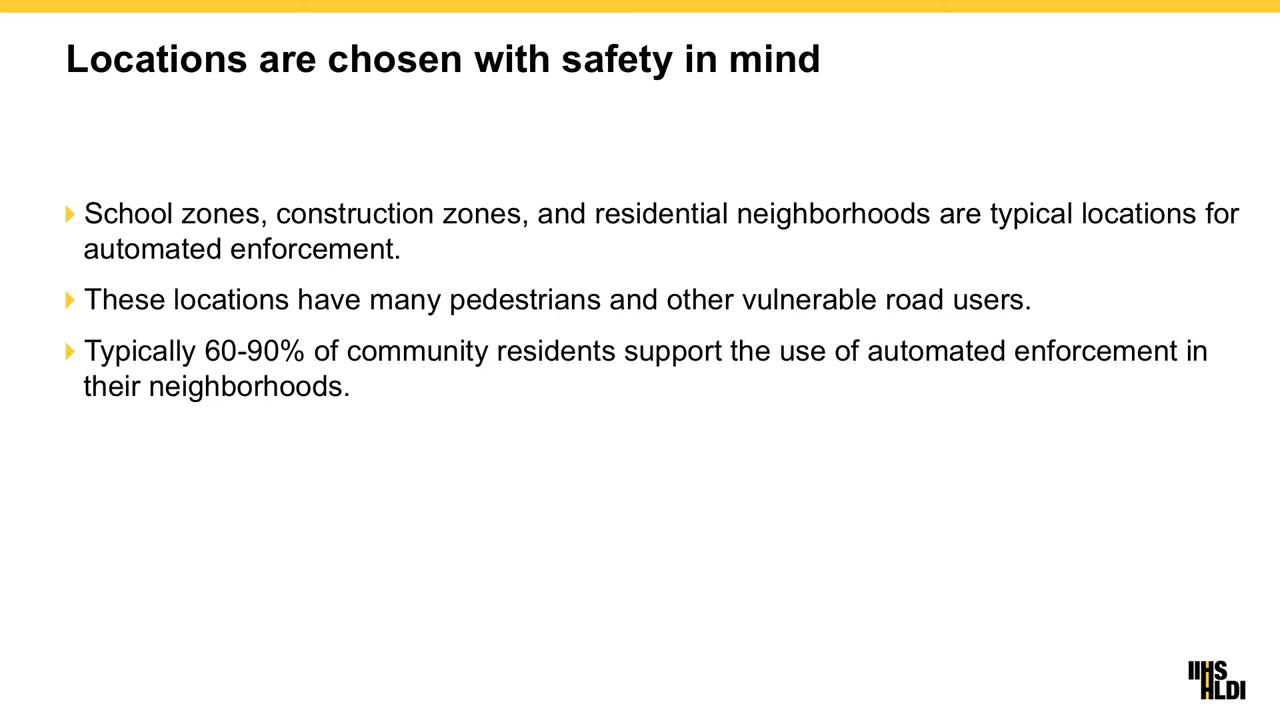 Locations are chosen with safety in mind
School zones, construction zones, and residential neighborhoods are typical locations for
automated enforcement.
These locations have many pedestrians and other vulnerable road users.
Typically 60-90% of community residents support the use of automated enforcement in
their neighborhoods.
IIHS
HLDI